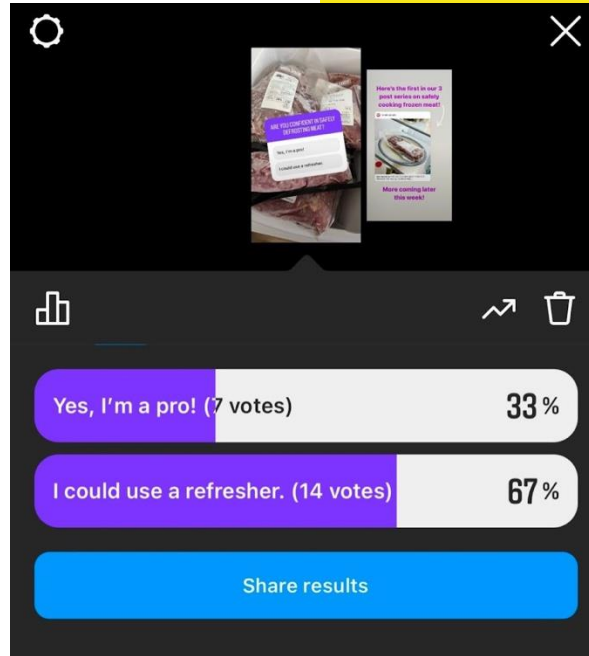 ARE YOU CONFIDENT IN SAFELY
DEFROSTING MEAT?
Yes, I'm a pro!
I could use a refresher.
Here's the first in our 3
post series on safely
cooking frozen meat!
More coming later
this week!
Yes, I'm a pro! (7 votes)
33%
I could use a refresher. (14 votes)
67%
Share results